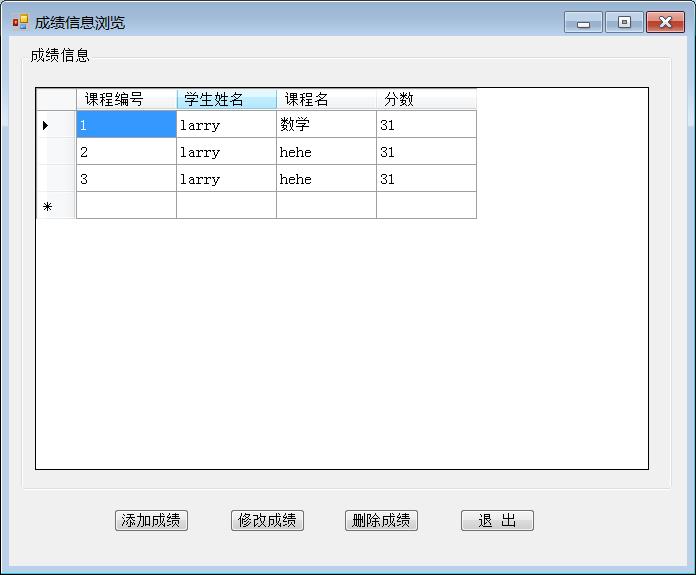 成绩信息浏览
成绩信息
课程编号 学生姓名 课程名 分数
1 larry 数学 31
2 larry hehe 31
3 larry hehe 31
*
添加成绩 修改成绩 删除成绩 退 出